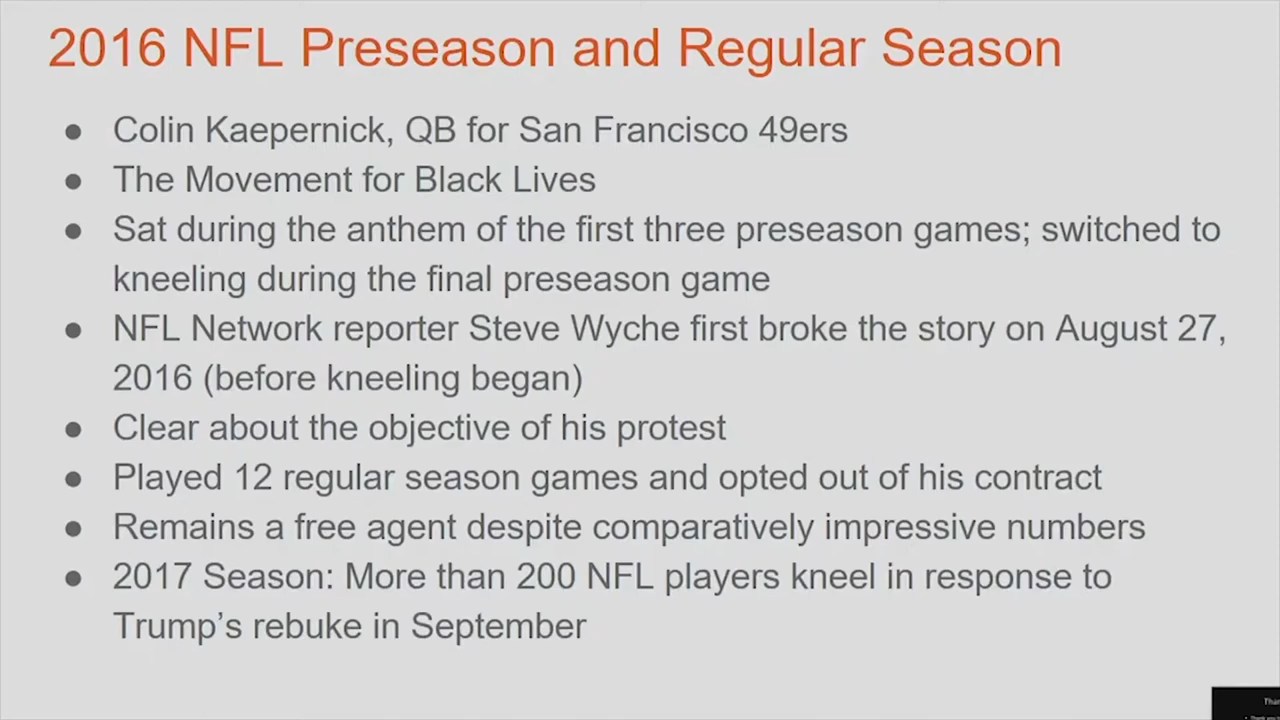 2016 NFL Preseason and Regular Season
● Colin Kaepernick, QB for San Francisco 49ers
● The Movement for Black Lives
● Sat during the anthem of the first three preseason games; switched to
kneeling during the final preseason game
● NFL Network reporter Steve Wyche first broke the story on August 27,
2016 (before kneeling began)
● Clear about the objective of his protest
● Played 12 regular season games and opted out of his contract
● Remains a free agent despite comparatively impressive numbers
● 2017 Season: More than 200 NFL players kneel in response to
Trump’s rebuke in September